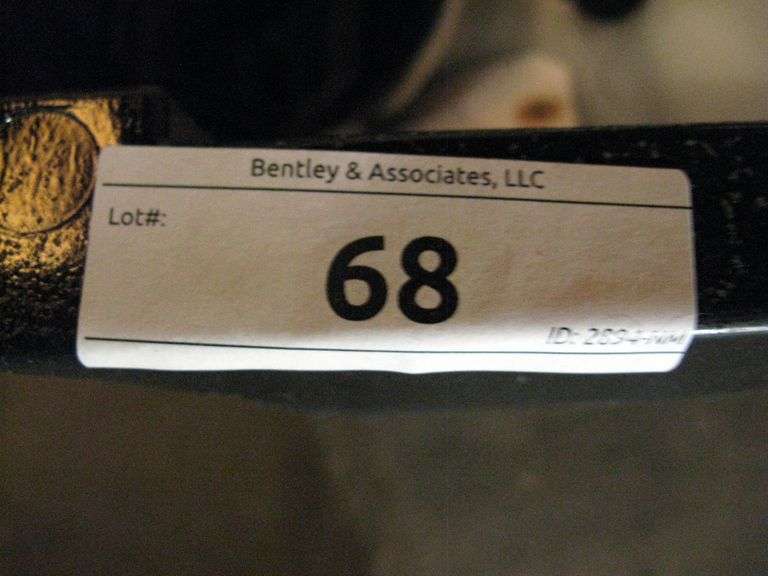 Bentley & Associates, LLC
Lot#:
68
ID: